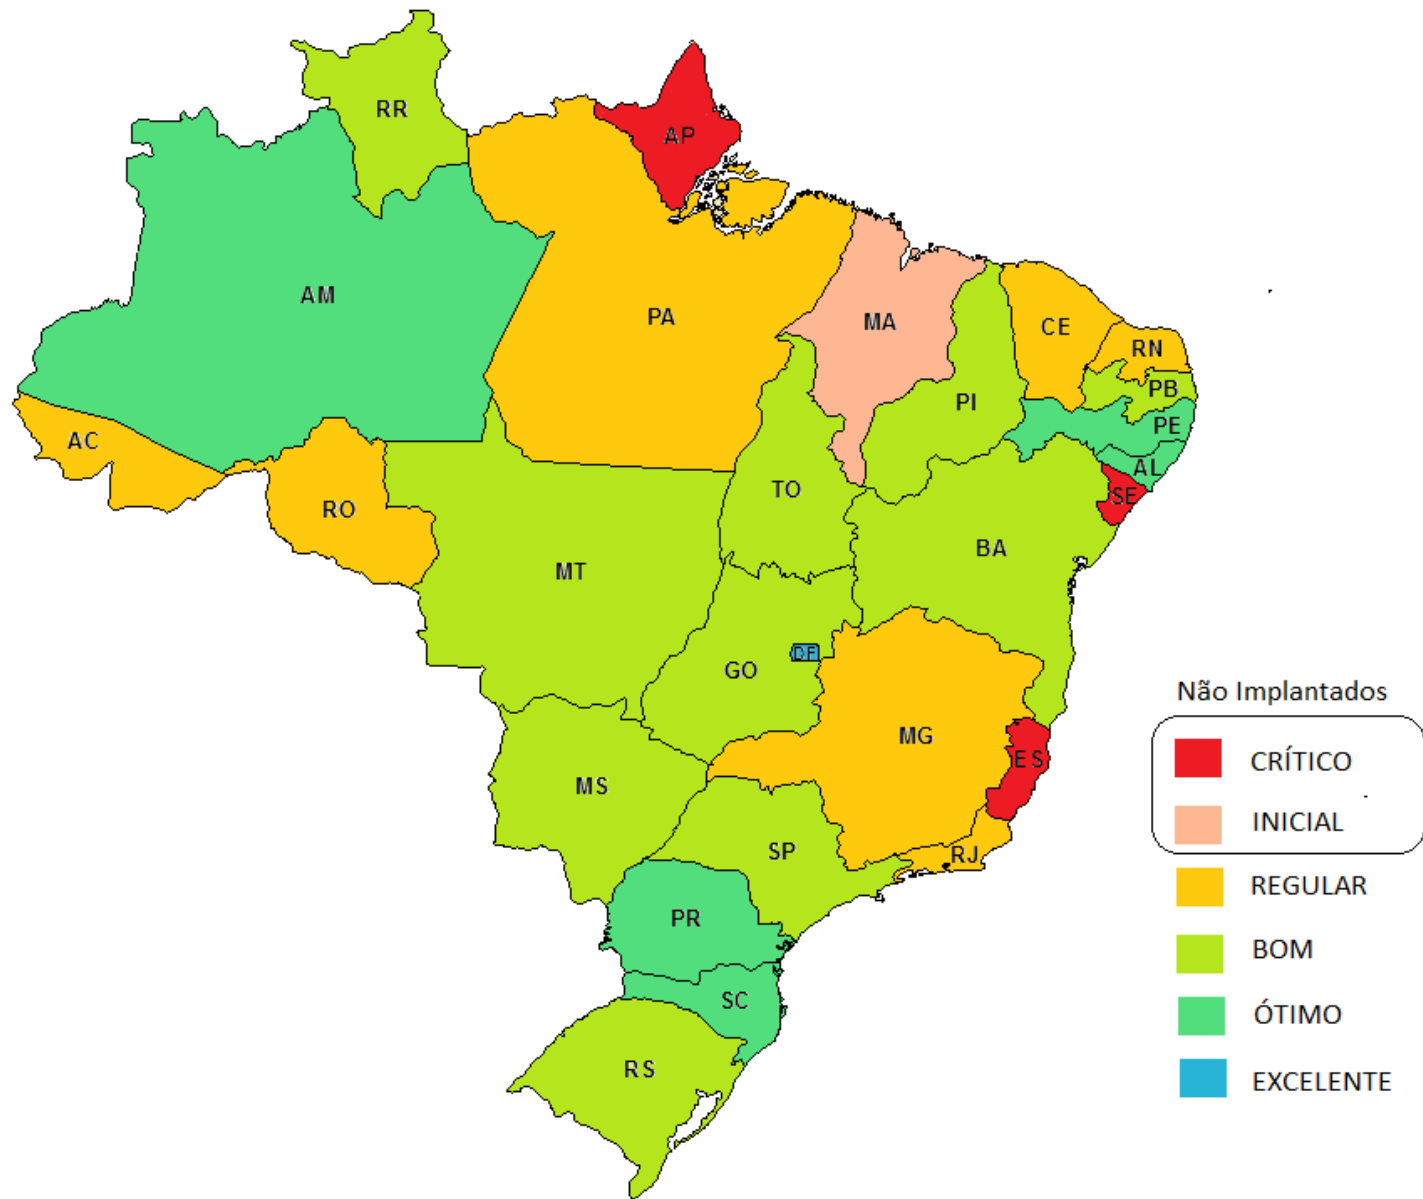 RR
AP
AM
PA
MA
CE
RN
PB
PI
PE
AL
AC
TO
SE
RO
BA
MT
DF
GO
MG
ES
MS
SP
RJ
PR
SC
RS
Não Implantados
CRÍTICO
INICIAL
REGULAR
BOM
ÓTIMO
EXCELENTE